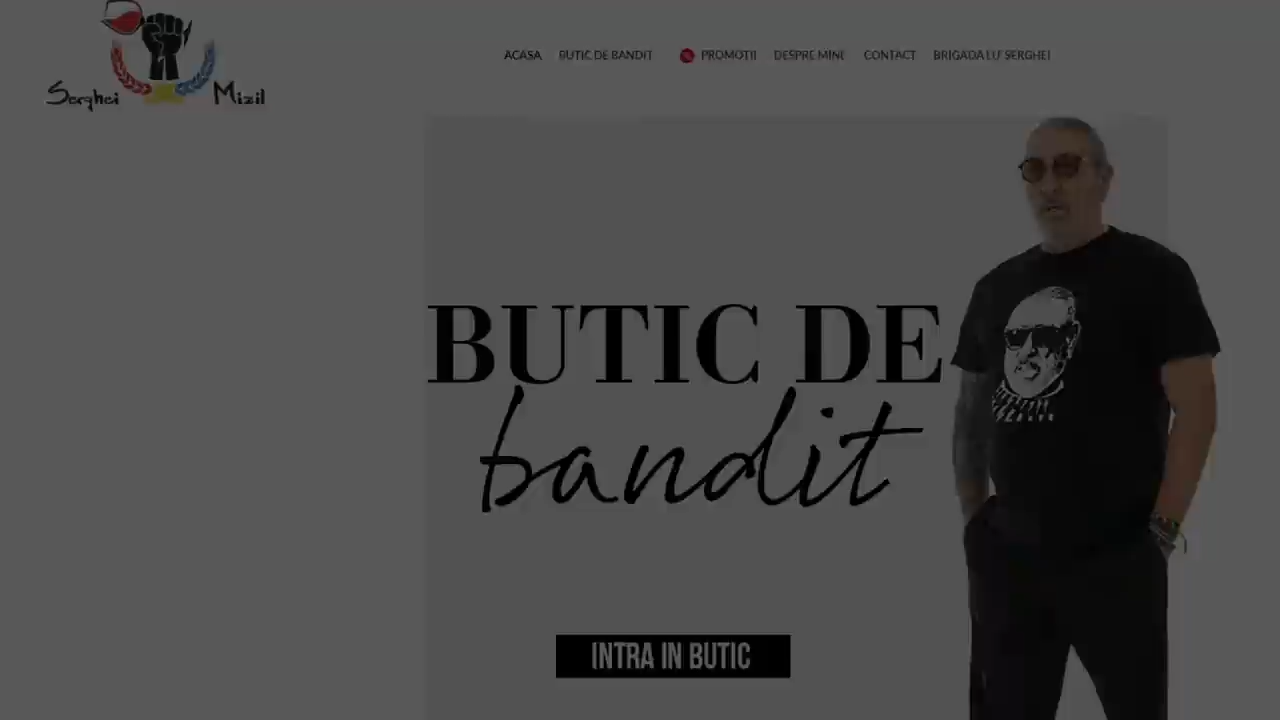 Serghei Mizil
ACASA BUTIC DE BANDIT PROMOTII DESPRE MINE CONTACT BRIGADA LU' SERGHEI
BUTIC DE
bandit
INTRA IN BUTIC